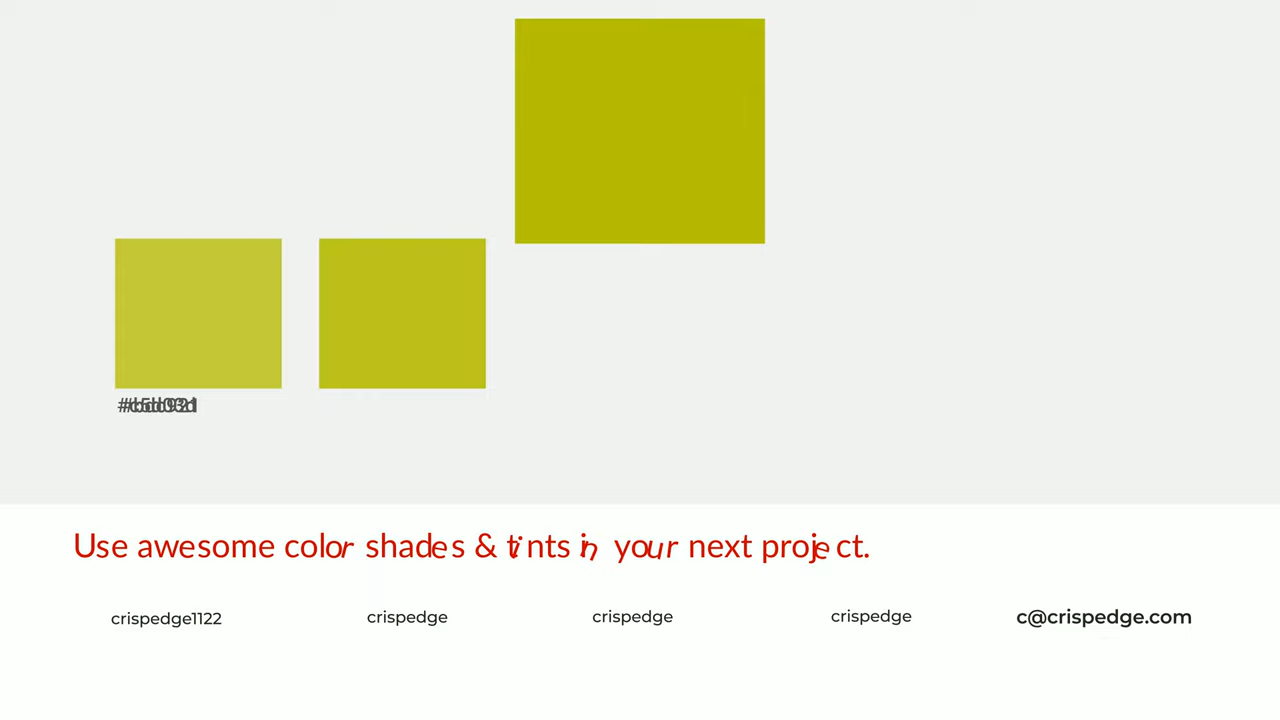 Use awesome color shades & tints in your next project.
crispedge1122 crispedge crispedge crispedge c@crispedge.com